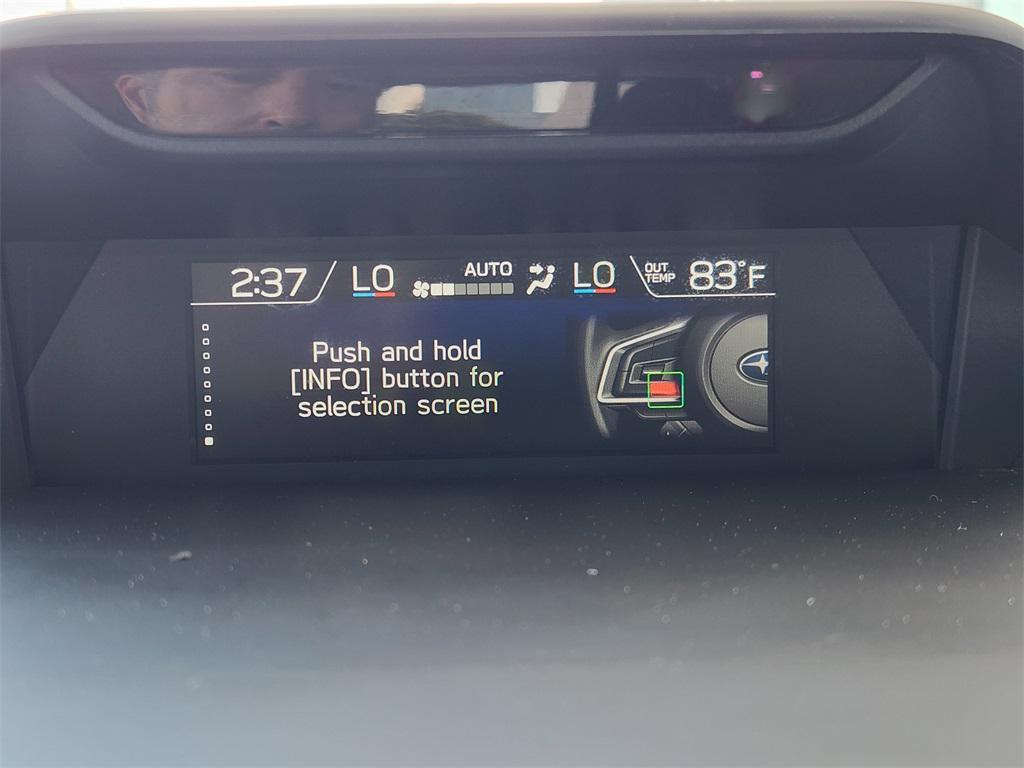 2:37 LO AUTO LO OUT TEMP 83°F
Push and hold
[INFO] button for
selection screen